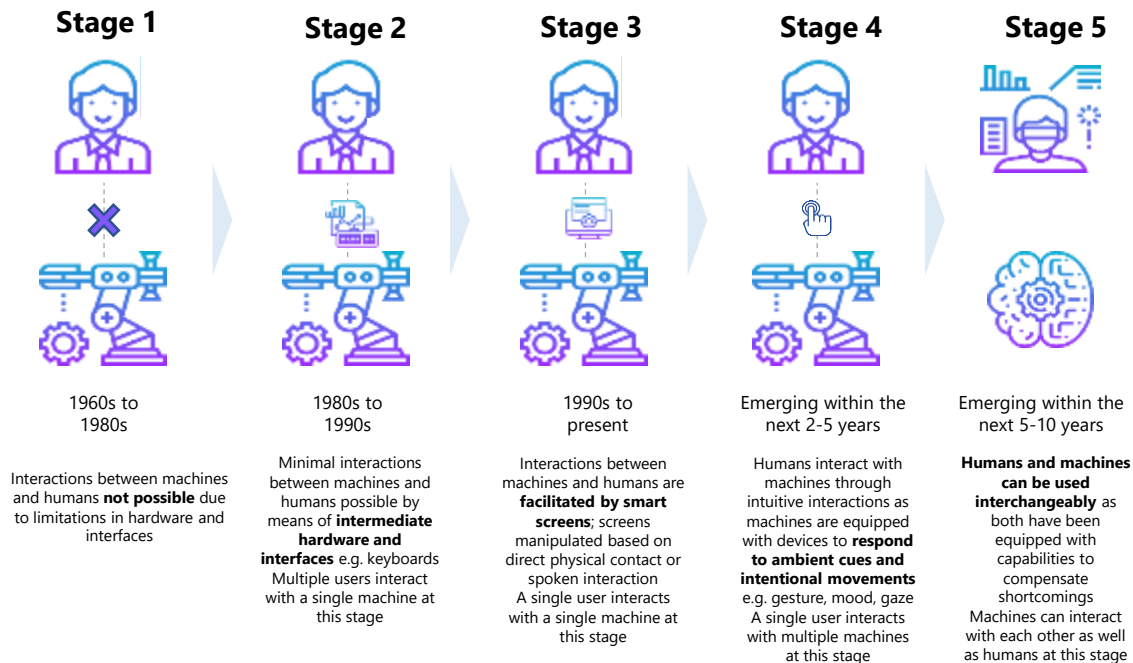 Stage 1
Stage 2
Stage 3
Stage 4
Stage 5
1960s to
1980s
Interactions between machines
and humans not possible due
to limitations in hardware and
interfaces
1980s to
1990s
Minimal interactions
between machines and
humans possible by
means of intermediate
hardware and
interfaces e.g. keyboards
Multiple users interact
with a single machine at
this stage
1990s to
present
Interactions between
machines and humans are
facilitated by smart
screens; screens
manipulated based on
direct physical contact or
spoken interaction
A single user interacts
with a single machine at
this stage
Emerging within the
next 2-5 years
Humans interact with
machines through
intuitive interactions as
machines are equipped
with devices to respond
to ambient cues and
intentional movements
e.g. gesture, mood, gaze
A single user interacts
with multiple machines
at this stage
Emerging within the
next 5-10 years
Humans and machines
can be used
interchangeably as
both have been
equipped with
capabilities to
compensate
shortcomings
Machines can interact
with each other as well
as humans at this stage